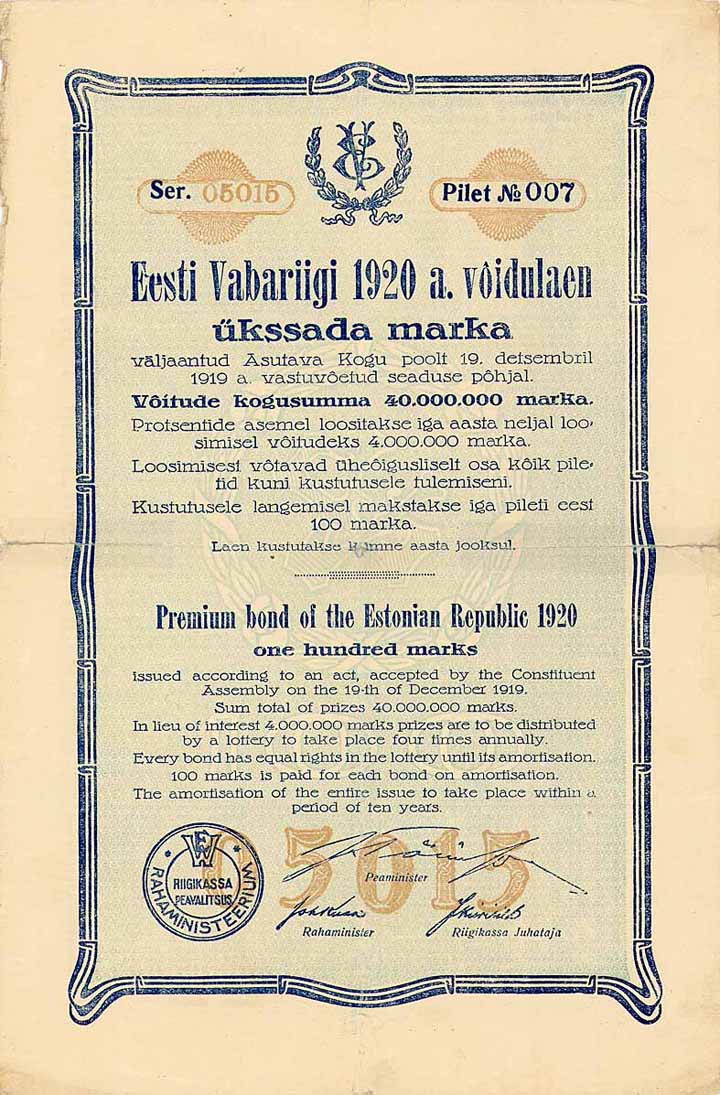 Ser. 05015
Pilet № 007
Eesti Vabariigi 1920 a. võidulaen
ükssada marka
väljaantud Asutava Kogu poolt 19. detsembril
1919 a. vastuvõetud seaduse põhjal.
Võitude kogusumma 40.000.000 marka.
Protsentide asemel loositakse iga aasta neljal loo-
simisel võitudeks 4.000.000 marka.
Loosimisest võtavad üheõigusliselt osa kõik pile-
tid kuni kustutusele tulemiseni.
Kustutusele langemisel makstakse iga pileti eest
100 marka.
Laen kustutakse kümne aasta jooksul.
Premium bond of the Estonian Republic 1920
one hundred marks
issued according to an act, accepted by the Constituent
Assembly on the 19-th of December 1919.
Sum total of prizes 40.000.000 marks.
In lieu of interest 4.000.000 marks prizes are to be distributed
by a lottery to take place four times annually.
Every bond has equal rights in the lottery until its amortisation.
100 marks is paid for each bond on amortisation.
The amortisation of the entire issue to take place within a
period of ten years.
05015
RIIGIKASSA
PEAVALITSUS
RAHAMINISTEERIUM
Peaminister
Rahaminister
Riigikassa Juhataja